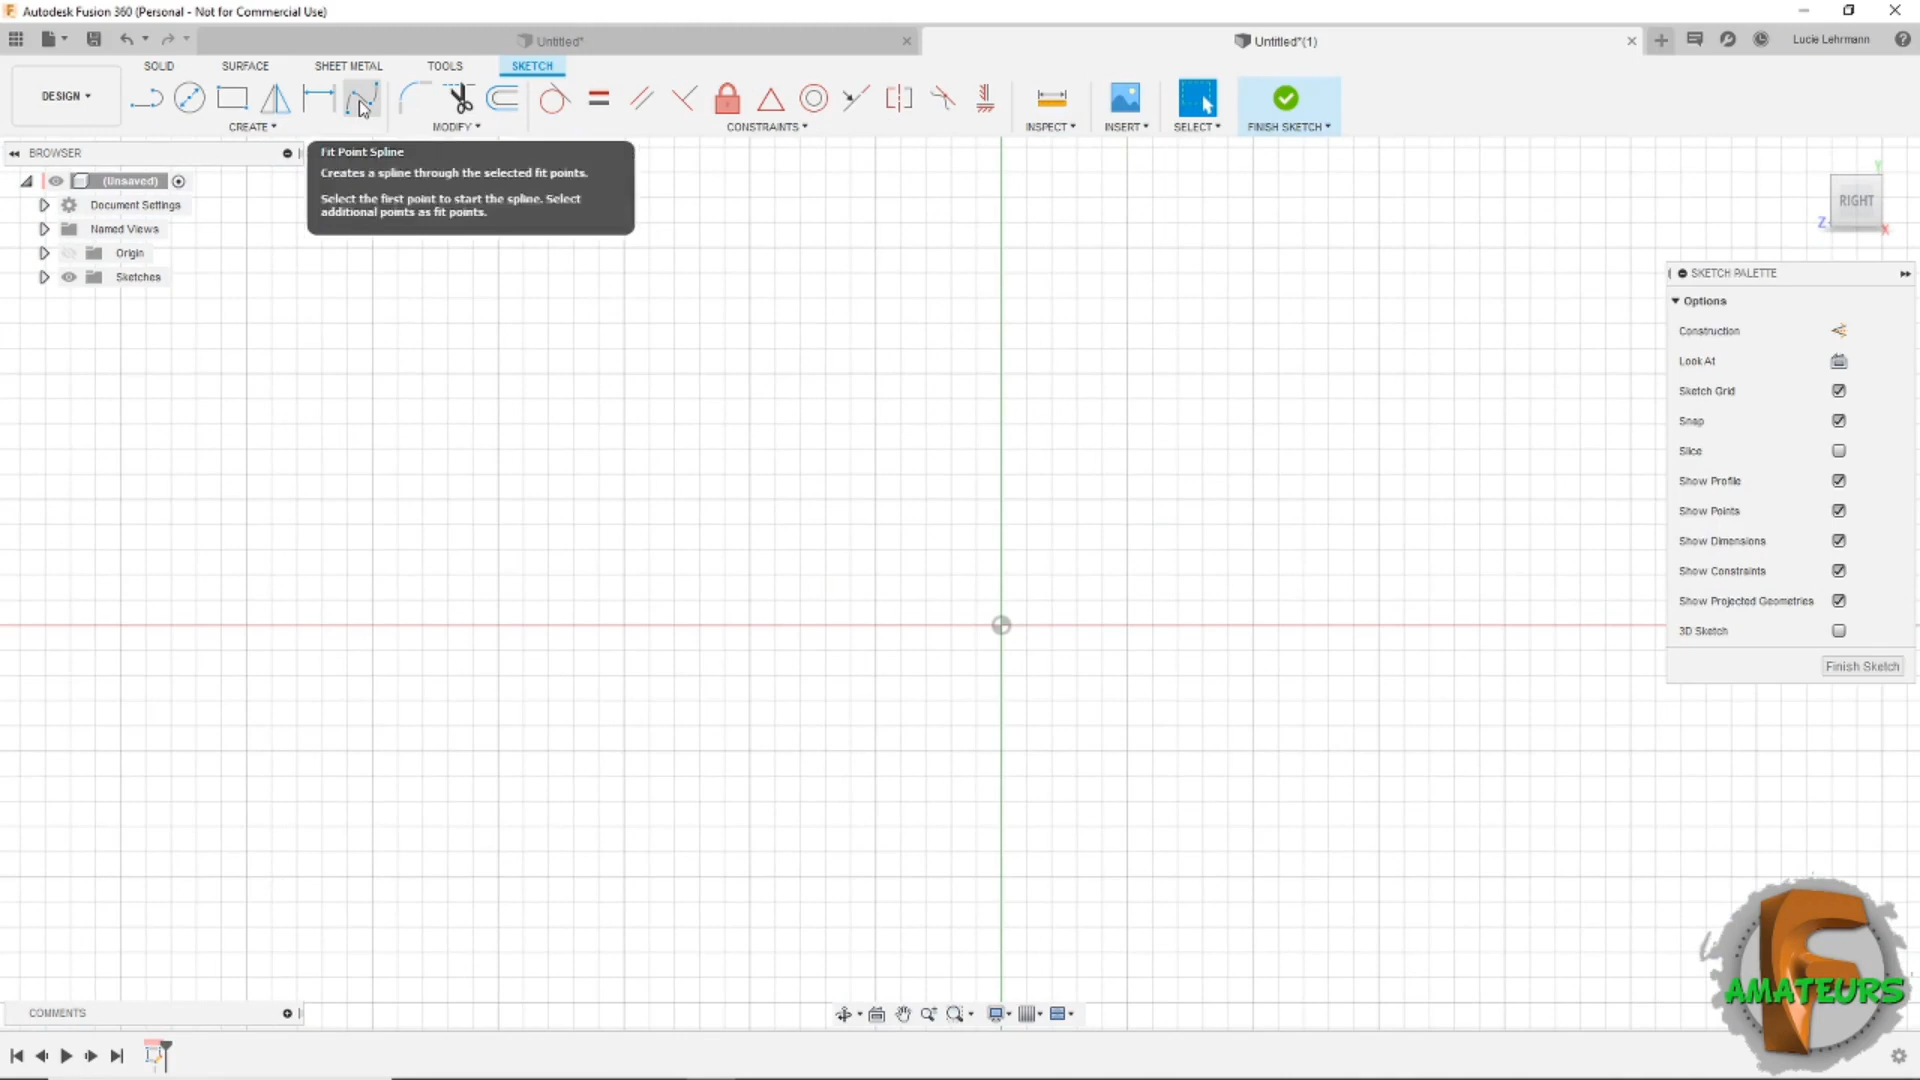 Autodesk Fusion 360 (Personal - Not for Commercial Use)
Untitled*
Untitled*(1)
Lucie Lehrmann
SOLID
SURFACE
SHEET METAL
TOOLS
SKETCH
DESIGN
CREATE
MODIFY
CONSTRAINTS
INSPECT
INSERT
SELECT
FINISH SKETCH
BROWSER
(Unsaved)
Document Settings
Named Views
Origin
Sketches
Fit Point Spline
Creates a spline through the selected fit points.
Select the first point to start the spline. Select
additional points as fit points.
Y
RIGHT
Z
X
SKETCH PALETTE
Options
Construction
Look At
Sketch Grid
Snap
Slice
Show Profile
Show Points
Show Dimensions
Show Constraints
Show Projected Geometries
3D Sketch
Finish Sketch
COMMENTS
F
AMATEURS